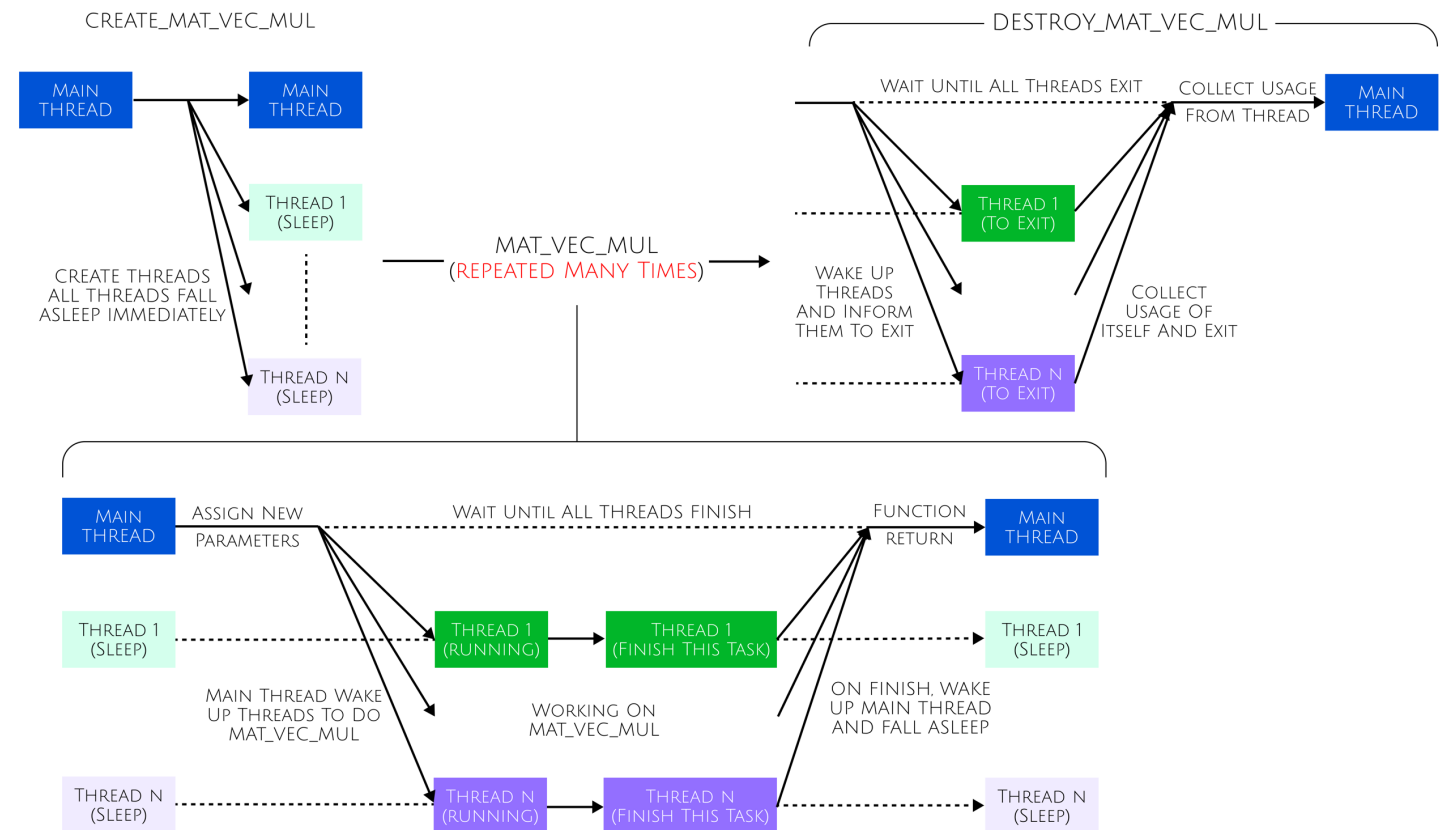 CREATE_MAT_VEC_MUL
MAIN
THREAD
MAIN
THREAD
THREAD 1
(SLEEP)
CREATE THREADS
ALL THREADS FALL
ASLEEP IMMEDIATELY
THREAD N
(SLEEP)
MAT_VEC_MUL
(REPEATED MANY TIMES)
DESTROY_MAT_VEC_MUL
WAIT UNTIL ALL THREADS EXIT
COLLECT USAGE
FROM THREAD
MAIN
THREAD
THREAD 1
(TO EXIT)
WAKE UP
THREADS
AND INFORM
THEM TO EXIT
COLLECT
USAGE OF
ITSELF AND EXIT
THREAD N
(TO EXIT)
MAIN
THREAD
ASSIGN NEW
PARAMETERS
WAIT UNTIL ALL THREADS FINISH
FUNCTION
RETURN
MAIN
THREAD
THREAD 1
(SLEEP)
THREAD 1
(RUNNING)
THREAD 1
(FINISH THIS TASK)
THREAD 1
(SLEEP)
MAIN THREAD WAKE
UP THREADS TO DO
MAT_VEC_MUL
WORKING ON
MAT_VEC_MUL
ON FINISH, WAKE
UP MAIN THREAD
AND FALL ASLEEP
THREAD N
(SLEEP)
THREAD N
(RUNNING)
THREAD N
(FINISH THIS TASK)
THREAD N
(SLEEP)